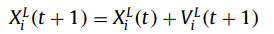 $X_i^L(t+1) = X_i^L(t) + V_i^L(t+1)$